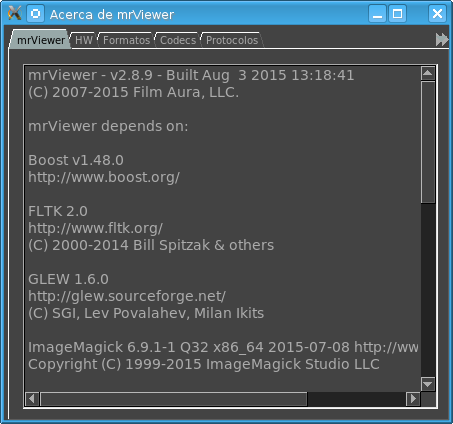 Acerca de mrViewer
mrViewer HW Formatos Codecs Protocolos
mrViewer - v2.8.9 - Built Aug  3 2015 13:18:41
(C) 2007-2015 Film Aura, LLC.
mrViewer depends on:
Boost v1.48.0
http://www.boost.org/
FLTK 2.0
http://www.fltk.org/
(C) 2000-2014 Bill Spitzak & others
GLEW 1.6.0
http://glew.sourceforge.net/
(C) SGI, Lev Povalahev, Milan Ikits
ImageMagick 6.9.1-1 Q32 x86_64 2015-07-08 http://ww
Copyright (C) 1999-2015 ImageMagick Studio LLC